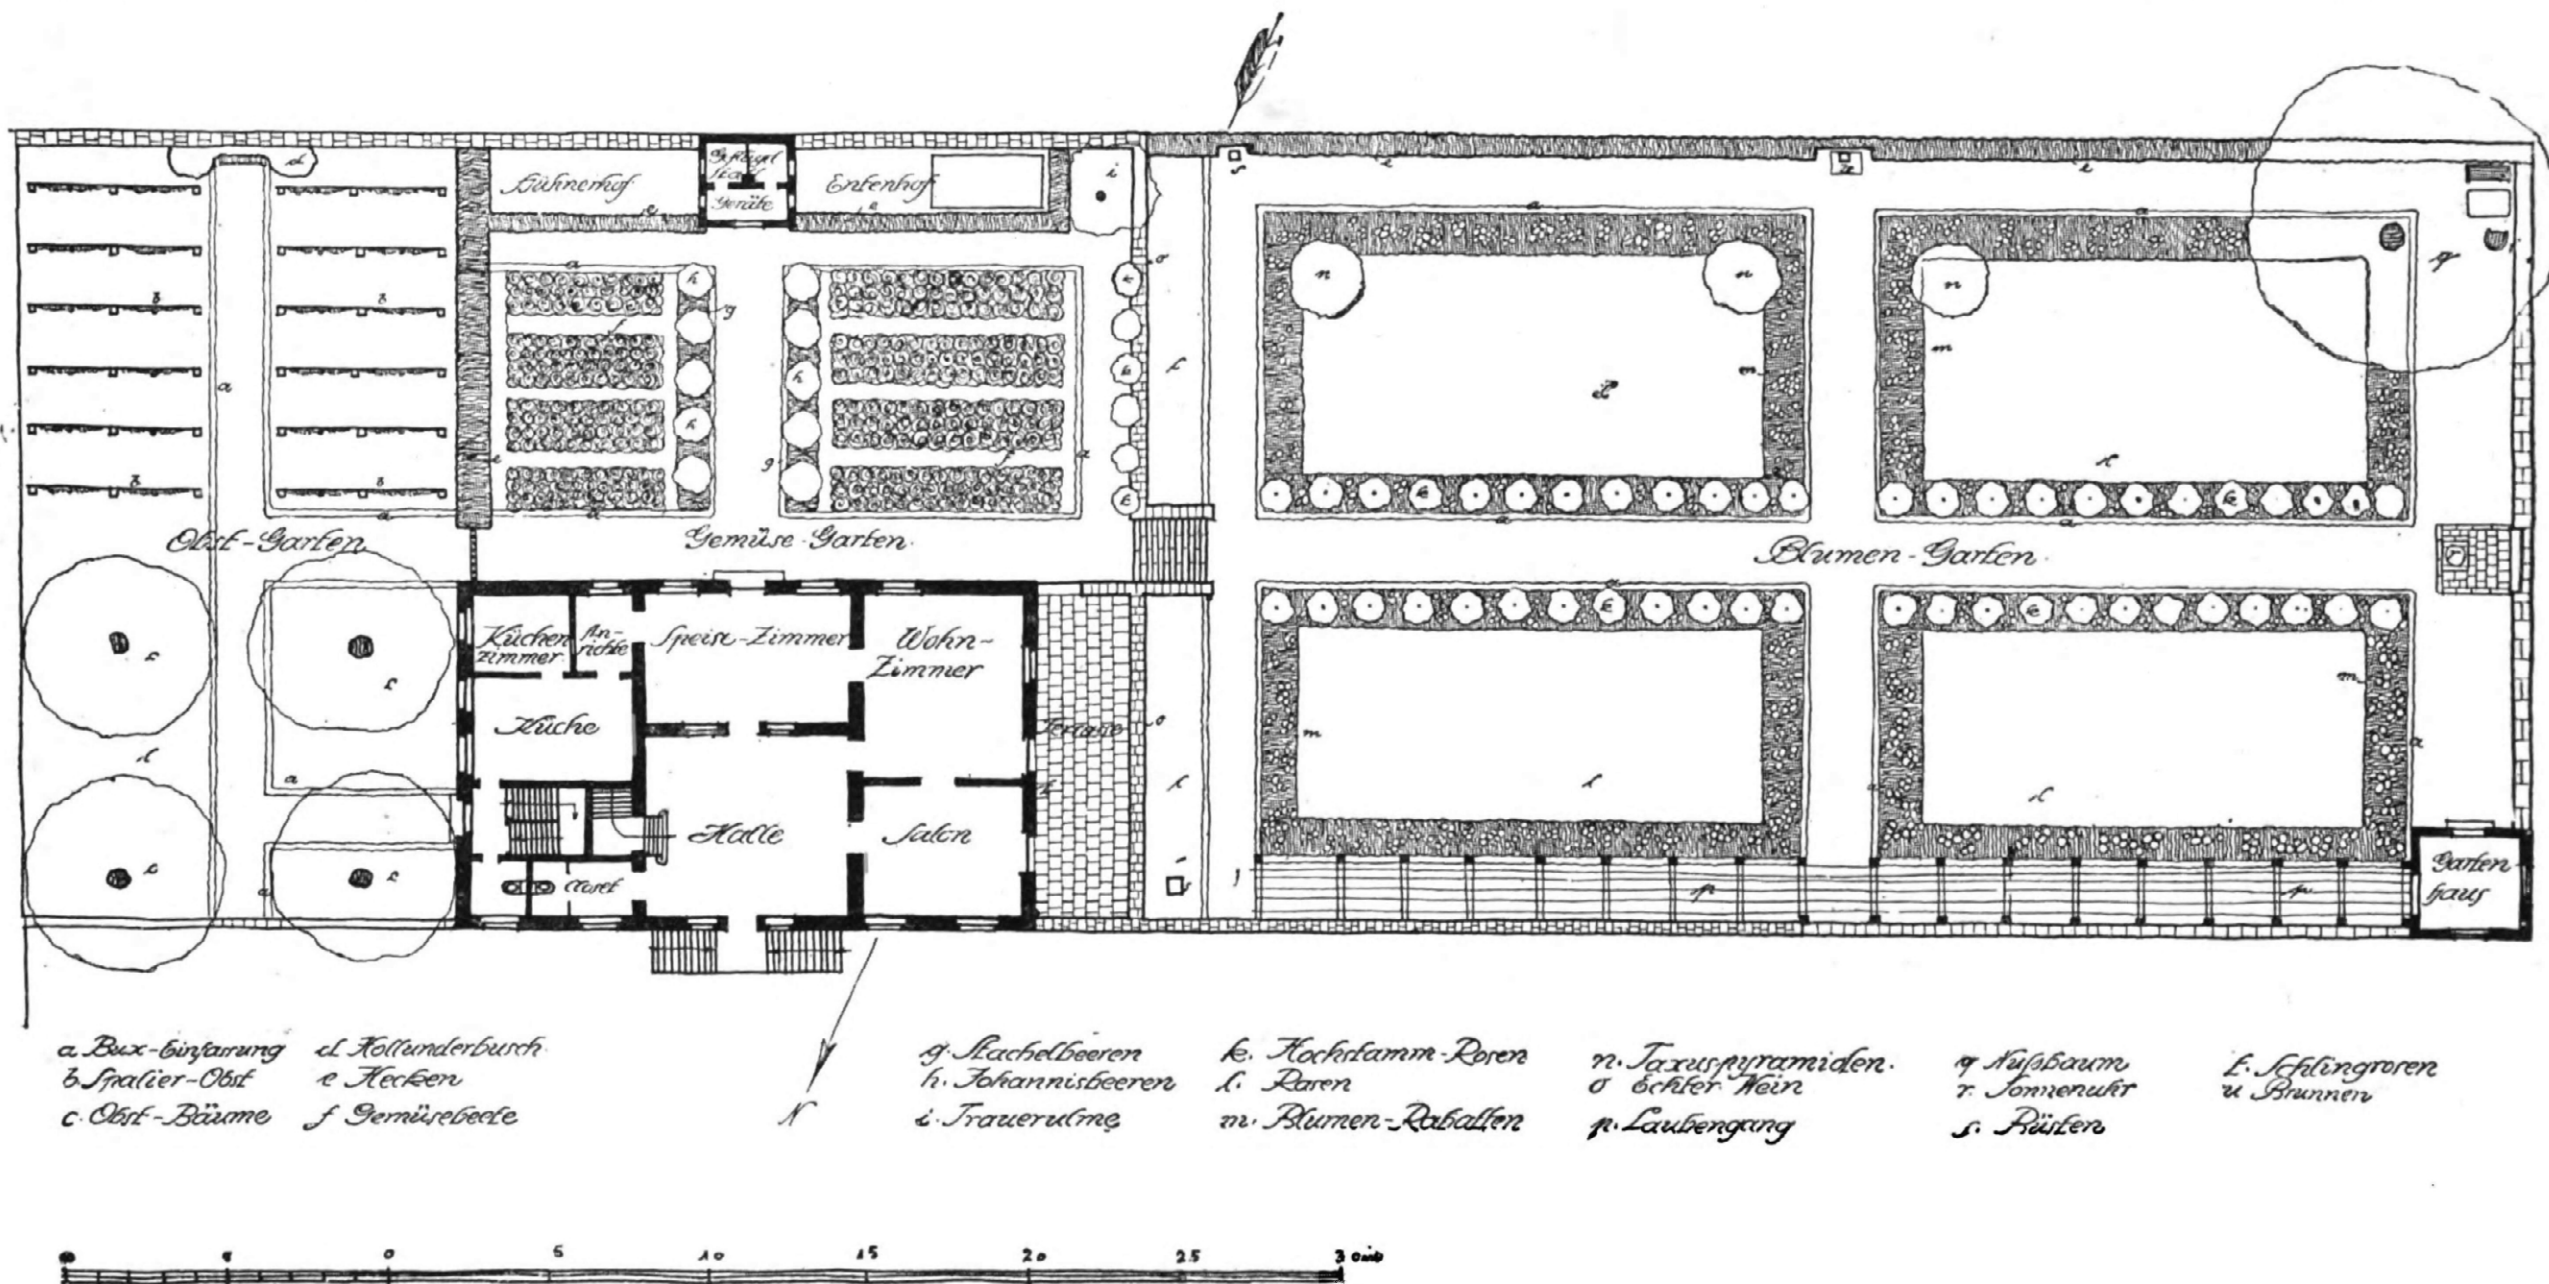 Hühnerhof
Geflügel
Stall
Geräte
Entenhof
Obst-Garten
Gemüse-Garten.
Blumen-Garten.
Küchen
zimmer.
An-
richte
Speise-Zimmer
Wohn-
Zimmer
Küche
Terrasse
Halle
Salon
Closet
Garten-
haus
N
a Bux-Einfassung
b Spalier-Obst
c. Obst-Bäume
d Hollunderbusch.
e Hecken
f Gemüsebeete
g. Stachelbeeren
h. Johannisbeeren
i. Trauerulme
k. Hochstamm-Rosen
l. Rasen
m. Blumen-Rabatten
n. Taxuspyramiden.
o Echter Wein
p. Laubengang
q Nußbaum
r. Sonnenuhr
s. Büsten
t. Schlingrosen
u Brunnen
0 5 10 15 20 25 30